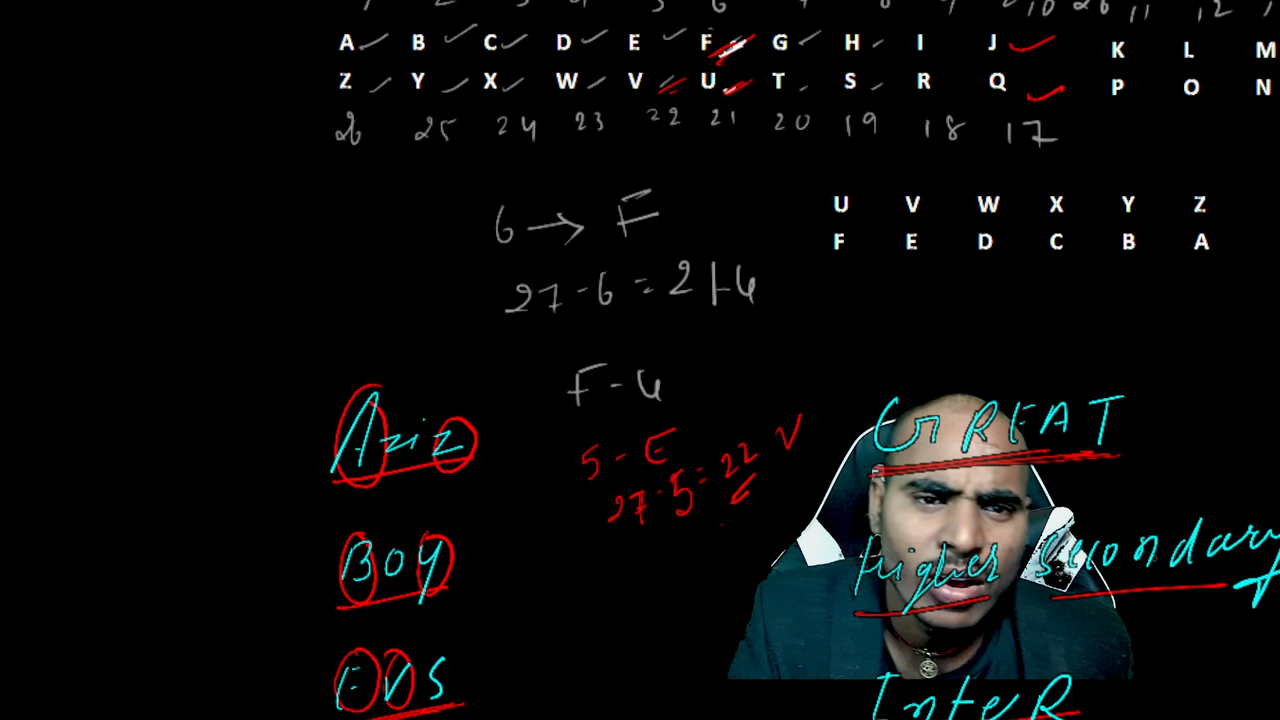 A B C D E F G H I J K L M
Z Y X W V U T S R Q P O N
26 25 24 23 22 21 20 19 18 17
6 → F
U V W X Y Z
F E D C B A
27-6=21-u
F-u
GREAT
Aziz
5-E
27-5=22 V
Boy
Higher Secondary
EVS
InteR